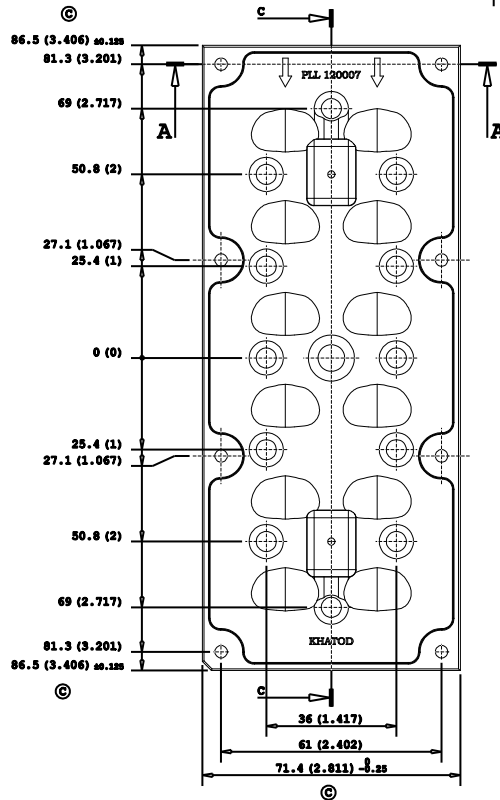 ©
C
86.5 (3.406) ±0.125
81.3 (3.201)
PLL 120007
69 (2.717)
A
A
50.8 (2)
27.1 (1.067)
25.4 (1)
0 (0)
25.4 (1)
27.1 (1.067)
50.8 (2)
69 (2.717)
KHATOD
81.3 (3.201)
86.5 (3.406) ±0.125
©
C
36 (1.417)
61 (2.402)
71.4 (2.811) 0 -0.25
©